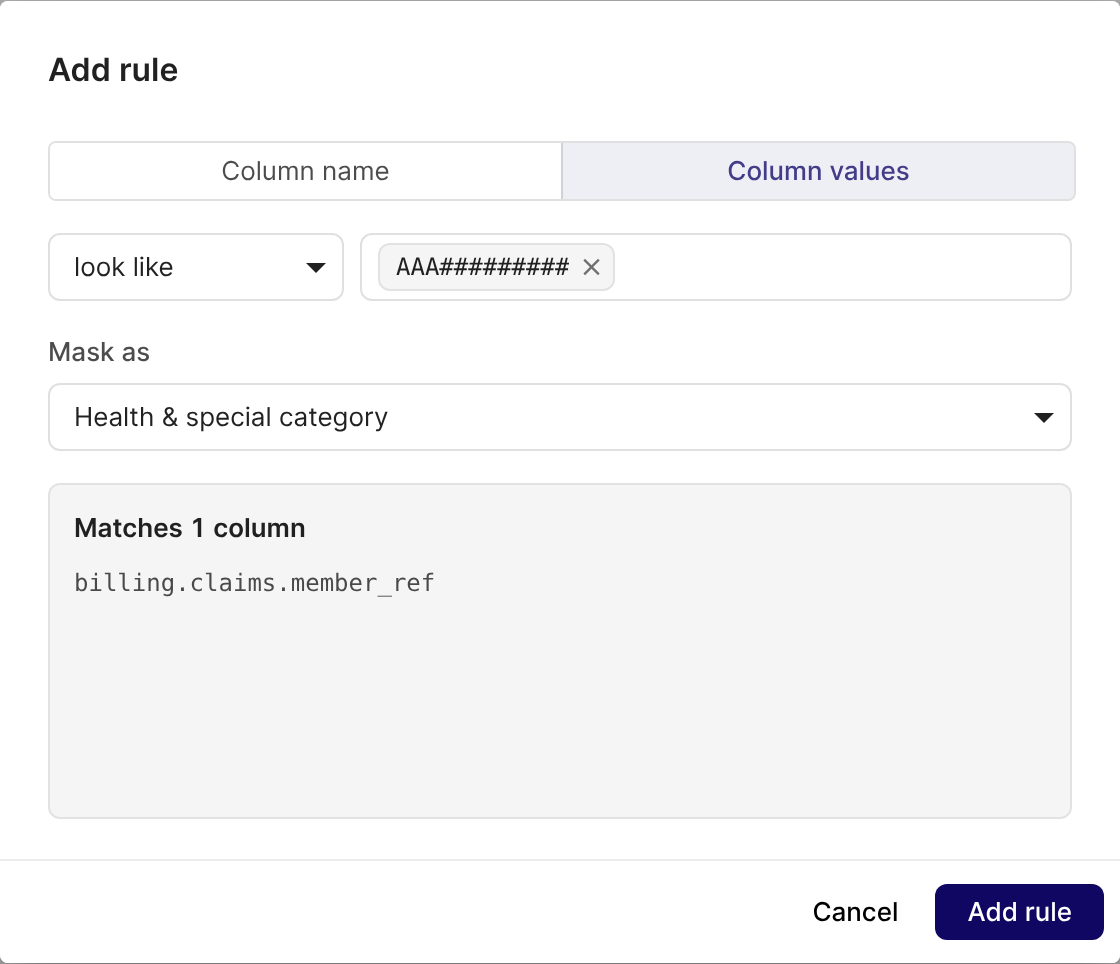 Add rule
Column name Column values
look like AAA#########
Mask as
Health & special category
Matches 1 column
billing.claims.member_ref
Cancel Add rule